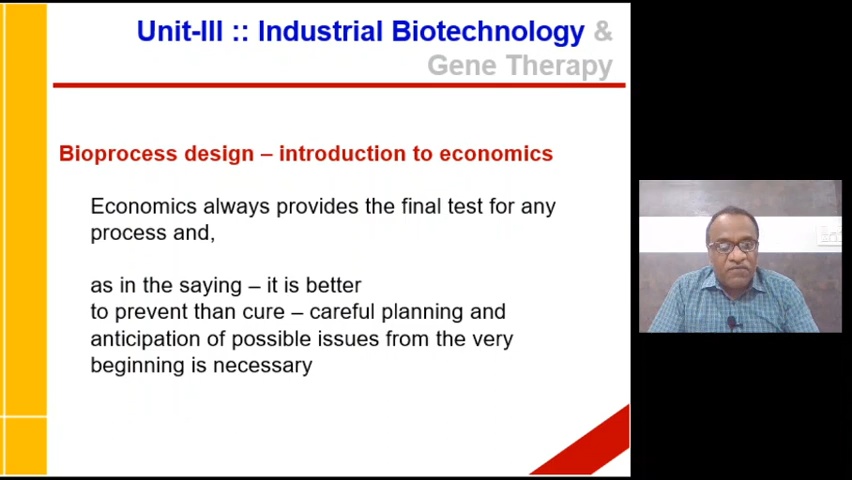 Unit-III :: Industrial Biotechnology &
Gene Therapy
Bioprocess design – introduction to economics
Economics always provides the final test for any
process and,
as in the saying – it is better
to prevent than cure – careful planning and
anticipation of possible issues from the very
beginning is necessary